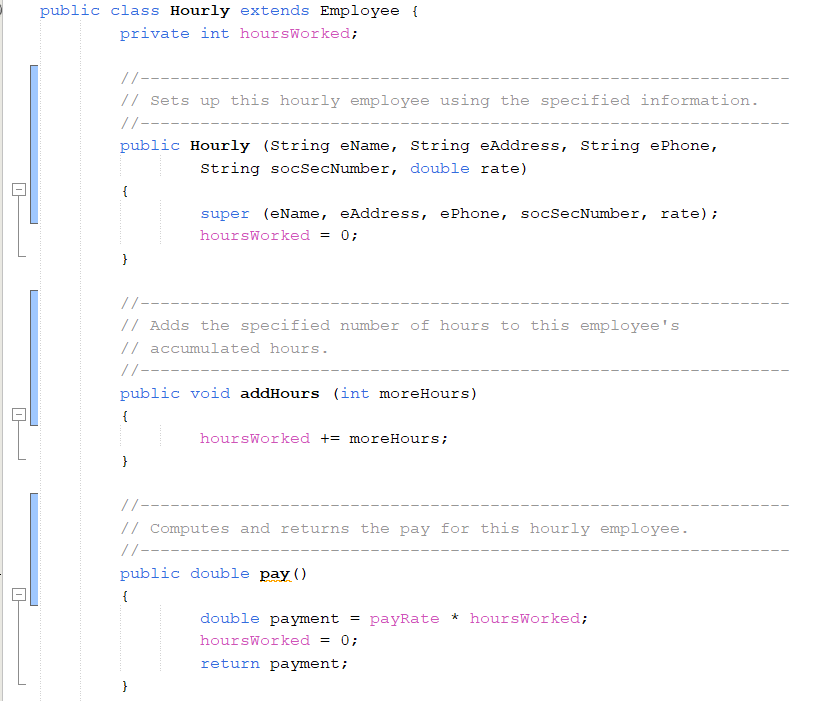 public class Hourly extends Employee {
private int hoursWorked;
//-----------------------------------------------------------------
// Sets up this hourly employee using the specified information.
//-----------------------------------------------------------------
public Hourly (String eName, String eAddress, String ePhone,
String socSecNumber, double rate)
{
super (eName, eAddress, ePhone, socSecNumber, rate);
hoursWorked = 0;
}
//-----------------------------------------------------------------
// Adds the specified number of hours to this employee's
// accumulated hours.
//-----------------------------------------------------------------
public void addHours (int moreHours)
{
hoursWorked += moreHours;
}
//-----------------------------------------------------------------
// Computes and returns the pay for this hourly employee.
//-----------------------------------------------------------------
public double pay()
{
double payment = payRate * hoursWorked;
hoursWorked = 0;
return payment;
}